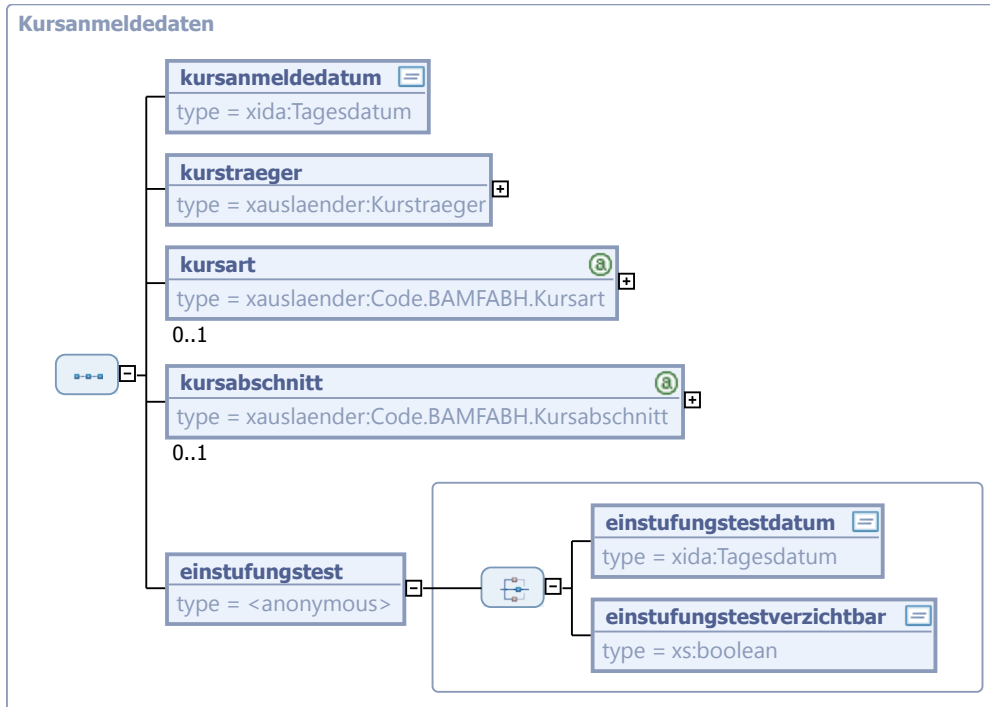 Kursanmeldedaten
kursanmeldedatum
type = xida:Tagesdatum
kurstraeger
type = xauslaender:Kurstraeger
kursart
type = xauslaender:Code.BAMFABH.Kursart
0..1
kursabschnitt
type = xauslaender:Code.BAMFABH.Kursabschnitt
0..1
einstufungstest
type = <anonymous>
einstufungstestdatum
type = xida:Tagesdatum
einstufungstestverzichtbar
type = xs:boolean